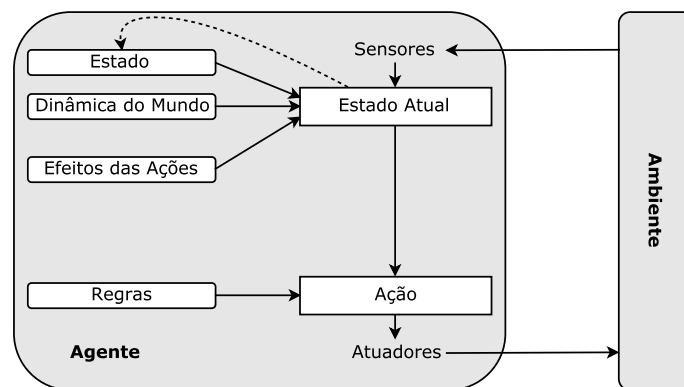 Sensores
Estado
Dinâmica do Mundo
Estado Atual
Efeitos das Ações
Ambiente
Regras
Ação
Agente
Atuadores